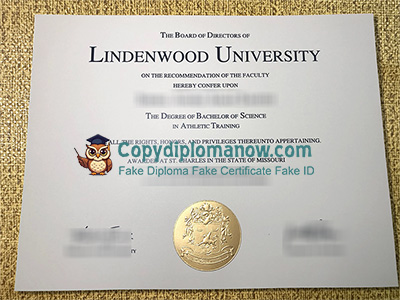 THE BOARD OF DIRECTORS OF
LINDENWOOD UNIVERSITY
ON THE RECOMMENDATION OF THE FACULTY
HEREBY CONFER UPON
THE DEGREE OF BACHELOR OF SCIENCE
IN ATHLETIC TRAINING
ALL THE RIGHTS, HONORS, AND PRIVILEGES THEREUNTO APPERTAINING.
Copydiplomanow.com
Fake Diploma Fake Certificate Fake ID
AWARDED AT ST. CHARLES IN THE STATE OF MISSOURI